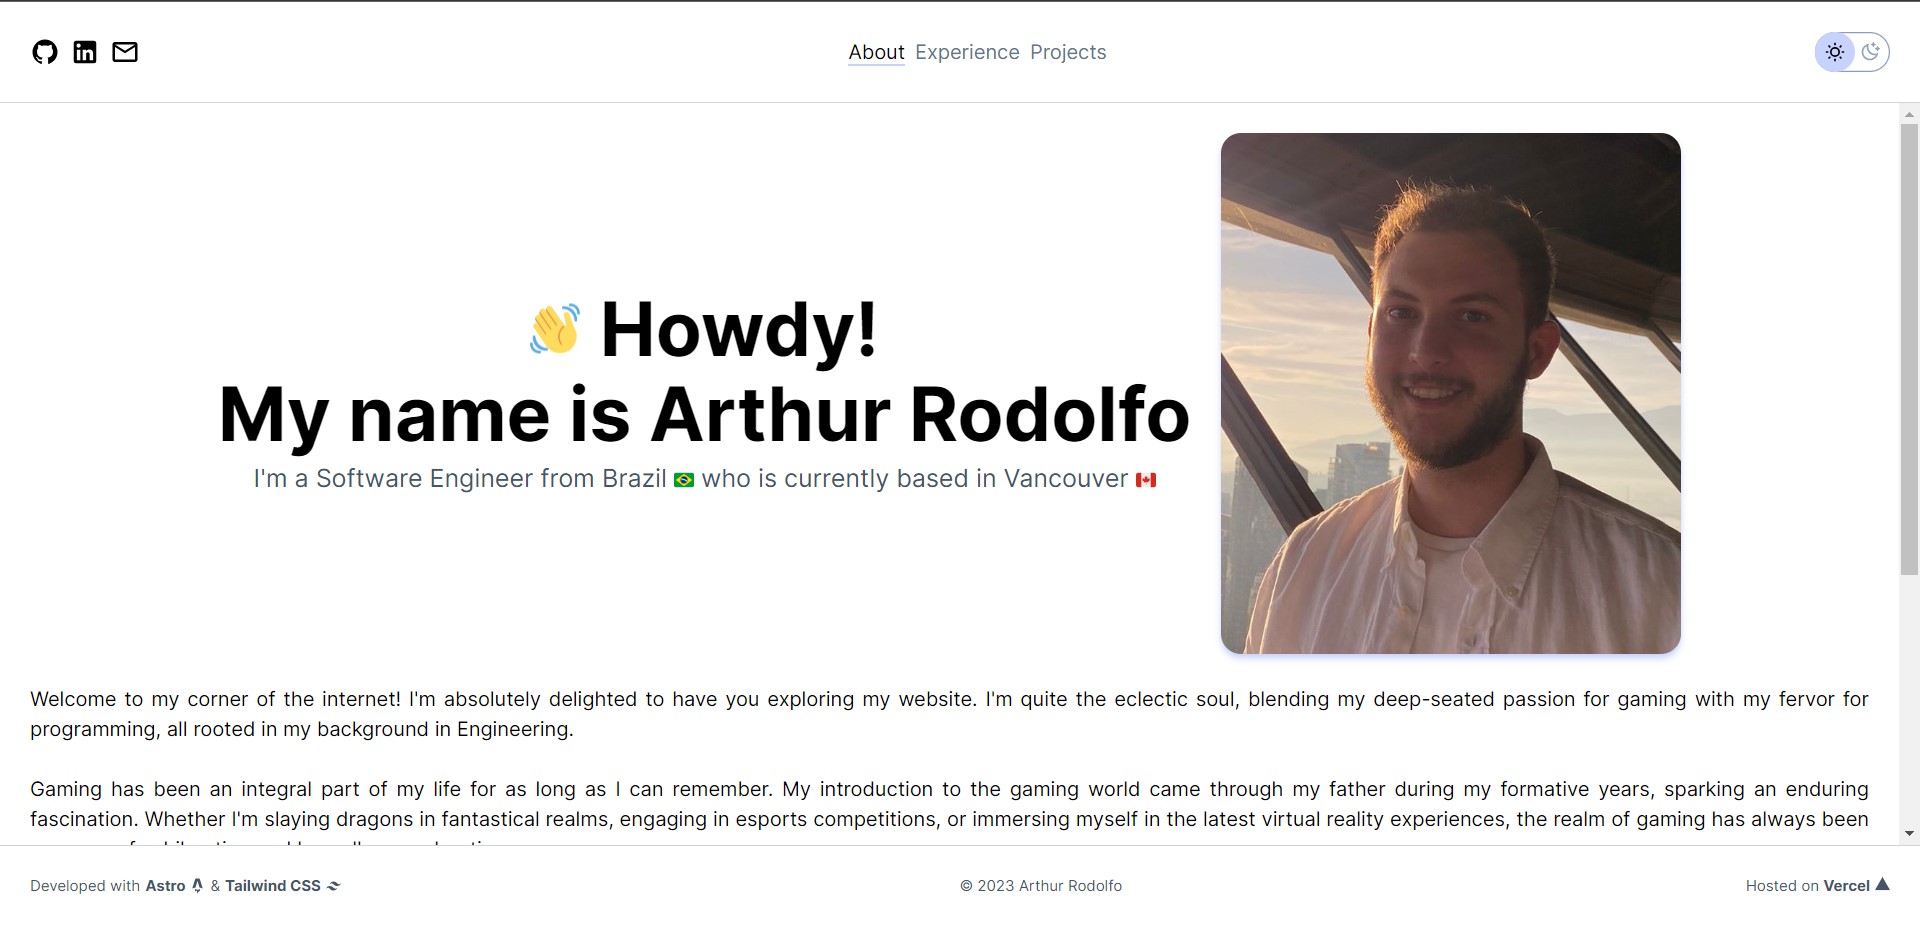 About Experience Projects
👋 Howdy!
My name is Arthur Rodolfo
I'm a Software Engineer from Brazil 🇧🇷 who is currently based in Vancouver 🇨🇦
Welcome to my corner of the internet! I'm absolutely delighted to have you exploring my website. I'm quite the eclectic soul, blending my deep-seated passion for gaming with my fervor for
programming, all rooted in my background in Engineering.
Gaming has been an integral part of my life for as long as I can remember. My introduction to the gaming world came through my father during my formative years, sparking an enduring
fascination. Whether I'm slaying dragons in fantastical realms, engaging in esports competitions, or immersing myself in the latest virtual reality experiences, the realm of gaming has always been
Developed with Astro & Tailwind CSS
© 2023 Arthur Rodolfo
Hosted on Vercel